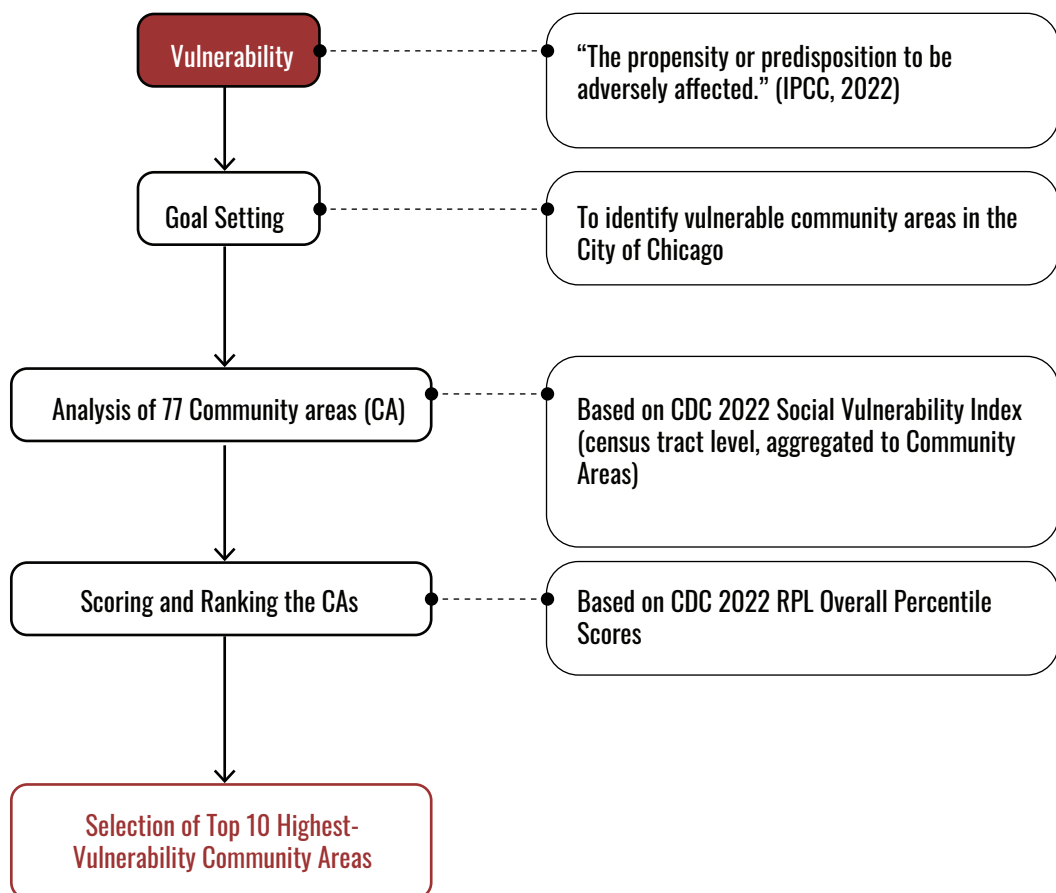 Vulnerability
“The propensity or predisposition to be
adversely affected.” (IPCC, 2022)
Goal Setting
To identify vulnerable community areas in the
City of Chicago
Analysis of 77 Community areas (CA)
Based on CDC 2022 Social Vulnerability Index
(census tract level, aggregated to Community
Areas)
Scoring and Ranking the CAs
Based on CDC 2022 RPL Overall Percentile
Scores
Selection of Top 10 Highest-
Vulnerability Community Areas